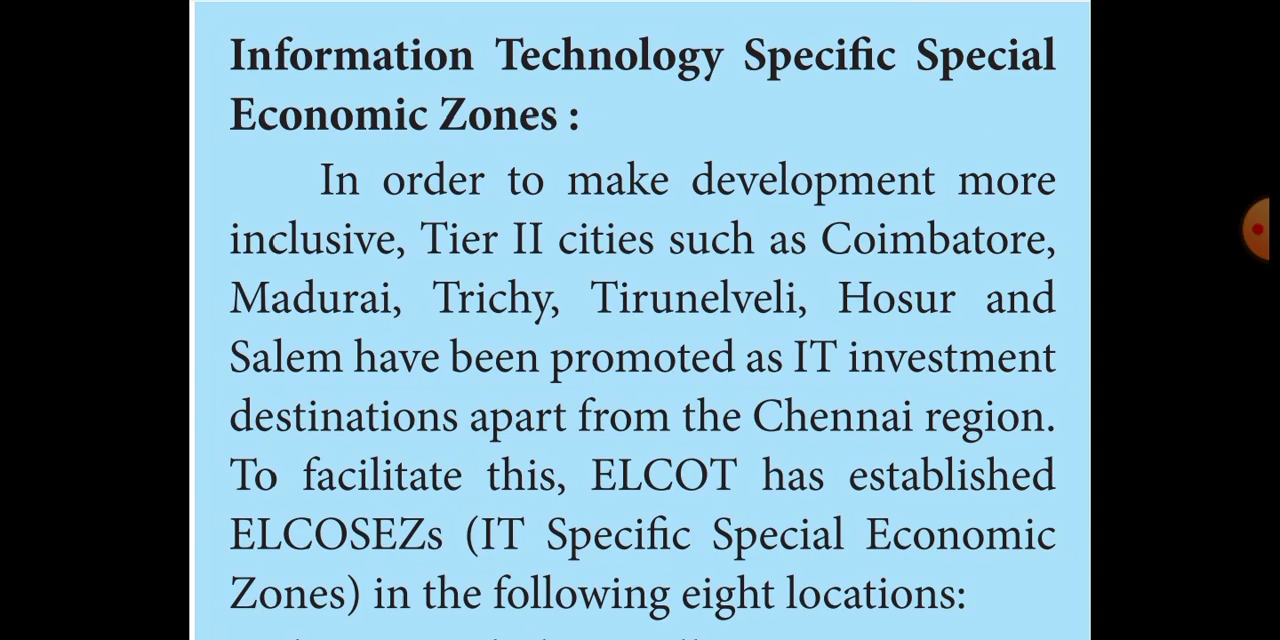 Information Technology Specific Special
Economic Zones :
In order to make development more
inclusive, Tier II cities such as Coimbatore,
Madurai, Trichy, Tirunelveli, Hosur and
Salem have been promoted as IT investment
destinations apart from the Chennai region.
To facilitate this, ELCOT has established
ELCOSEZs (IT Specific Special Economic
Zones) in the following eight locations: